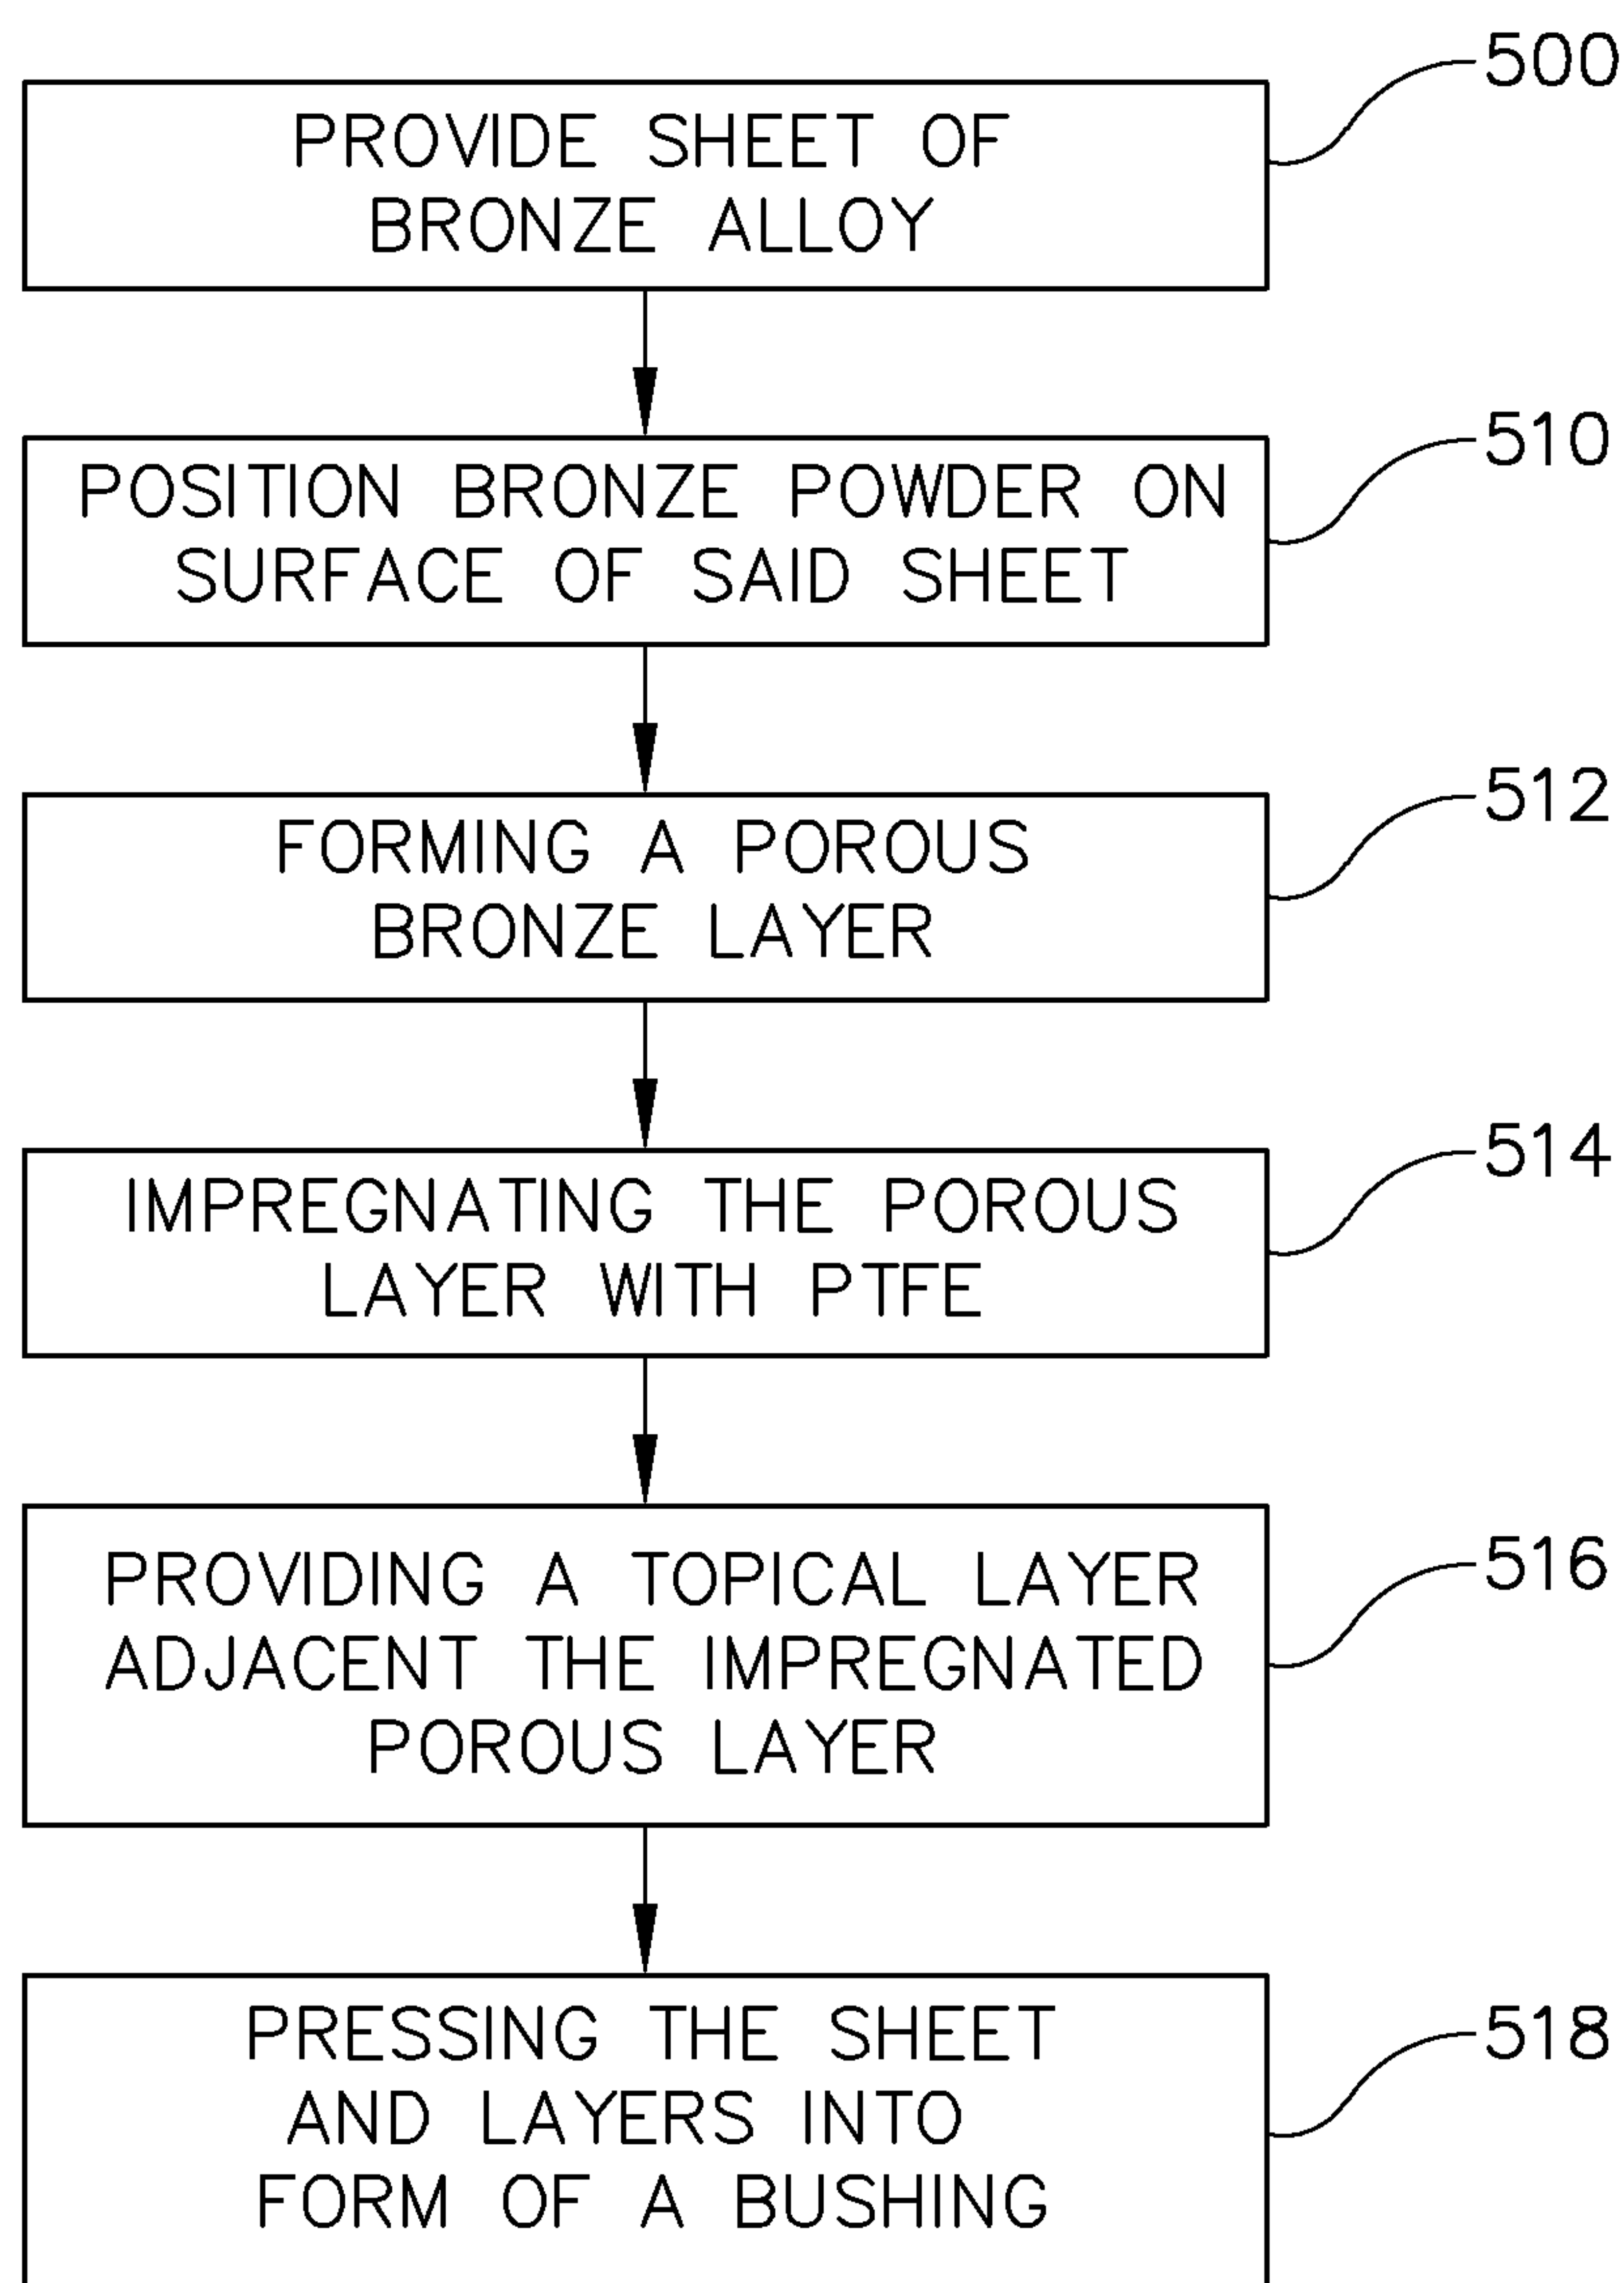 500
PROVIDE SHEET OF
BRONZE ALLOY
510
POSITION BRONZE POWDER ON
SURFACE OF SAID SHEET
512
FORMING A POROUS
BRONZE LAYER
514
IMPREGNATING THE POROUS
LAYER WITH PTFE
516
PROVIDING A TOPICAL LAYER
ADJACENT THE IMPREGNATED
POROUS LAYER
518
PRESSING THE SHEET
AND LAYERS INTO
FORM OF A BUSHING